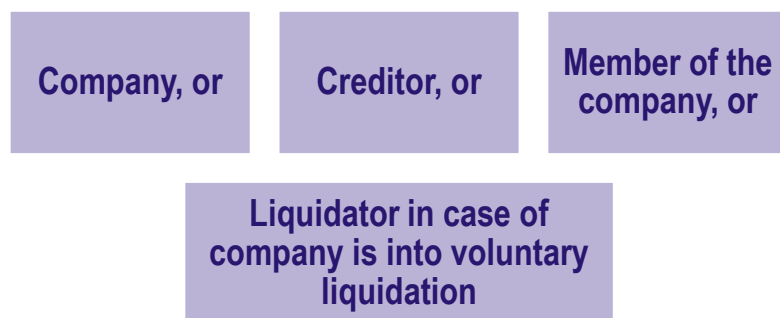 Company, or
Creditor, or
Member of the
company, or
Liquidator in case of
company is into voluntary
liquidation